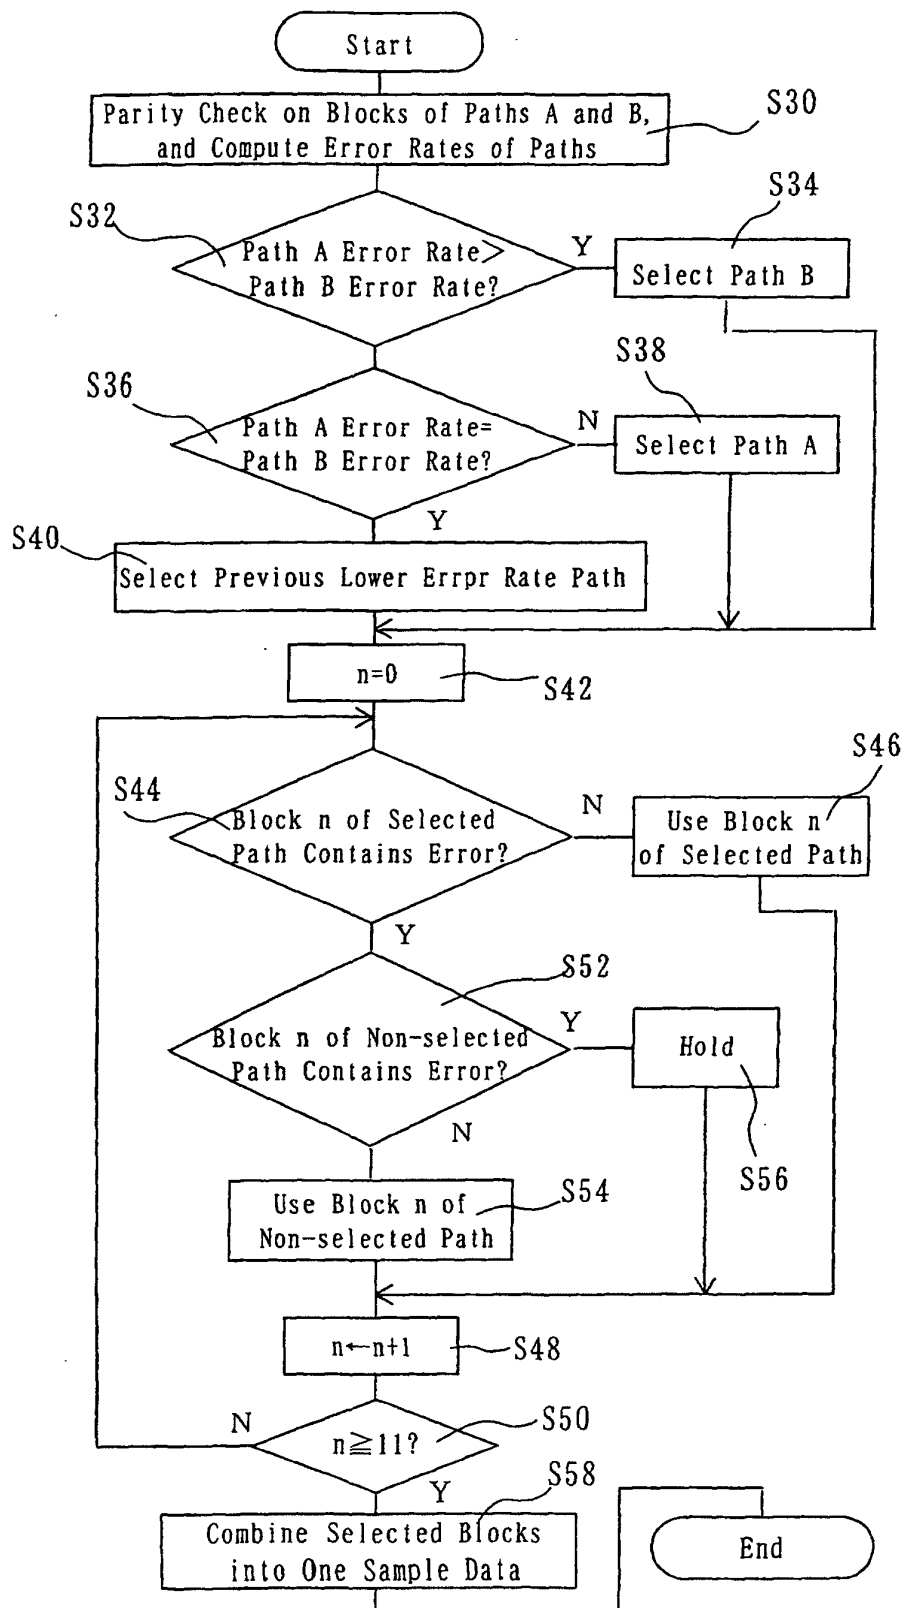 Start
Parity Check on Blocks of Paths A and B,
and Compute Error Rates of Paths
S30
S32
Path A Error Rate>
Path B Error Rate?
Y
S34
Select Path B
S36
Path A Error Rate=
Path B Error Rate?
N
S38
Select Path A
Y
S40
Select Previous Lower Errpr Rate Path
n=0
S42
S44
Block n of Selected
Path Contains Error?
N
S46
Use Block n
of Selected Path
Y
S52
Block n of Non-selected
Path Contains Error?
Y
Hold
S56
N
Use Block n of
Non-selected Path
S54
n←n+1
S48
N
n≧11?
S50
Y
S58
Combine Selected Blocks
into One Sample Data
End